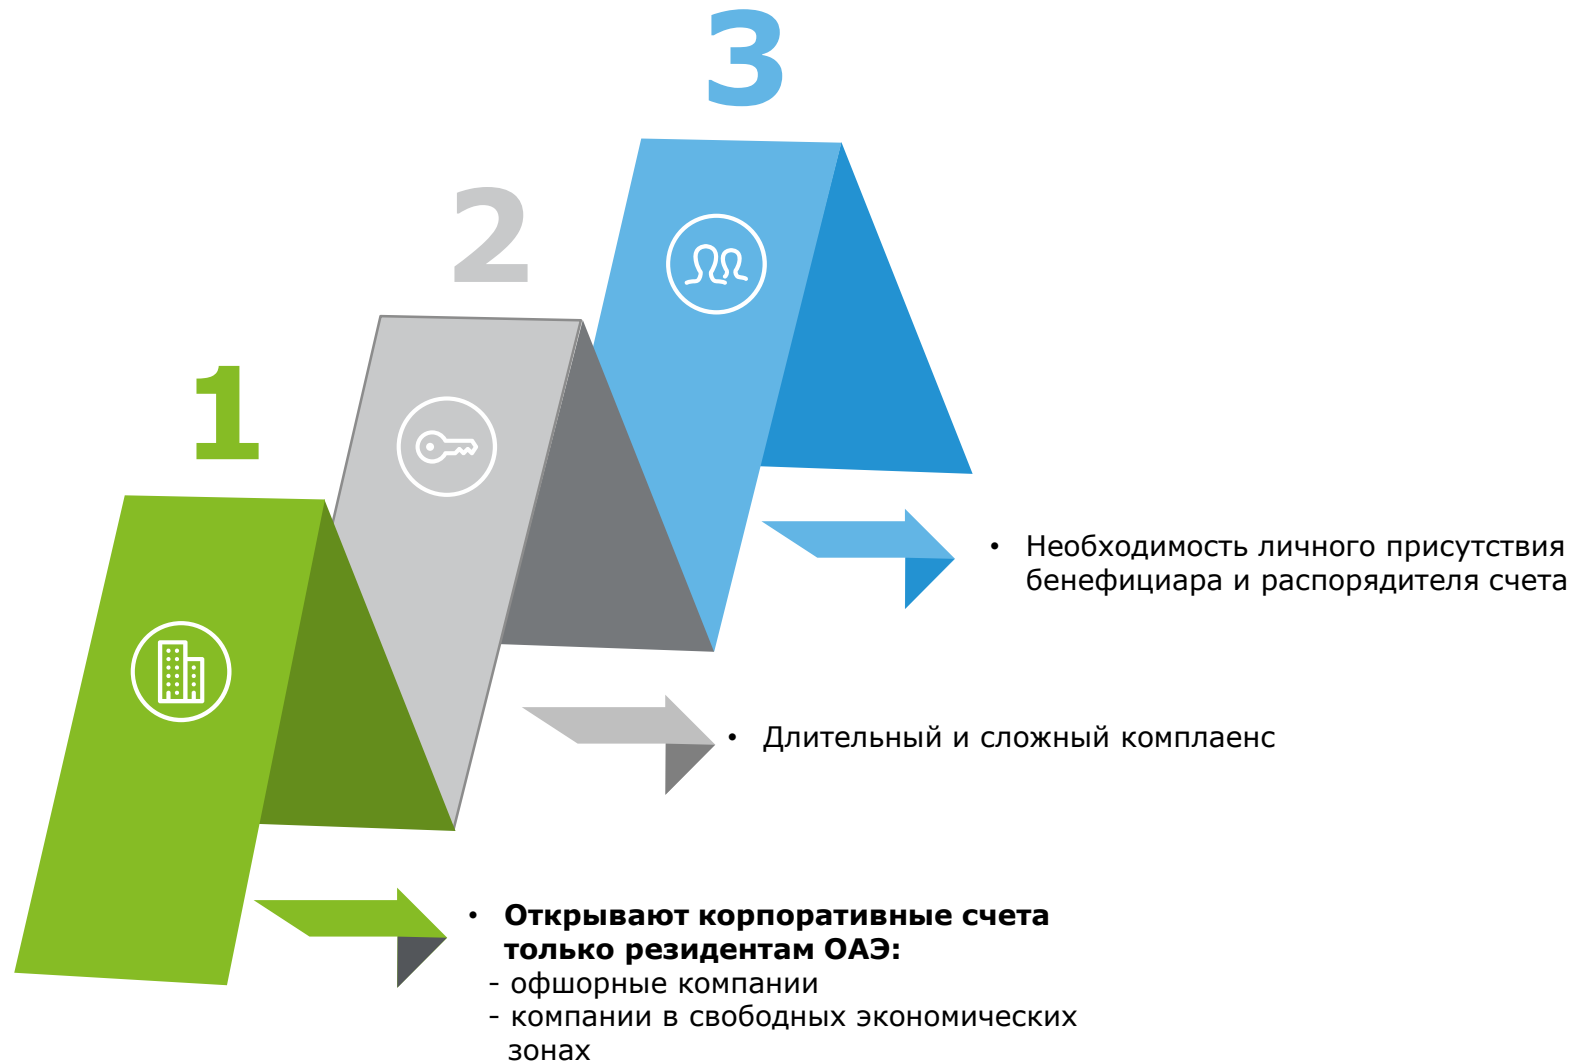 3
2
1
• Необходимость личного присутствия
бенефициара и распорядителя счета
• Длительный и сложный комплаенс
• Открывают корпоративные счета
только резидентам ОАЭ:
- офшорные компании
- компании в свободных экономических
зонах